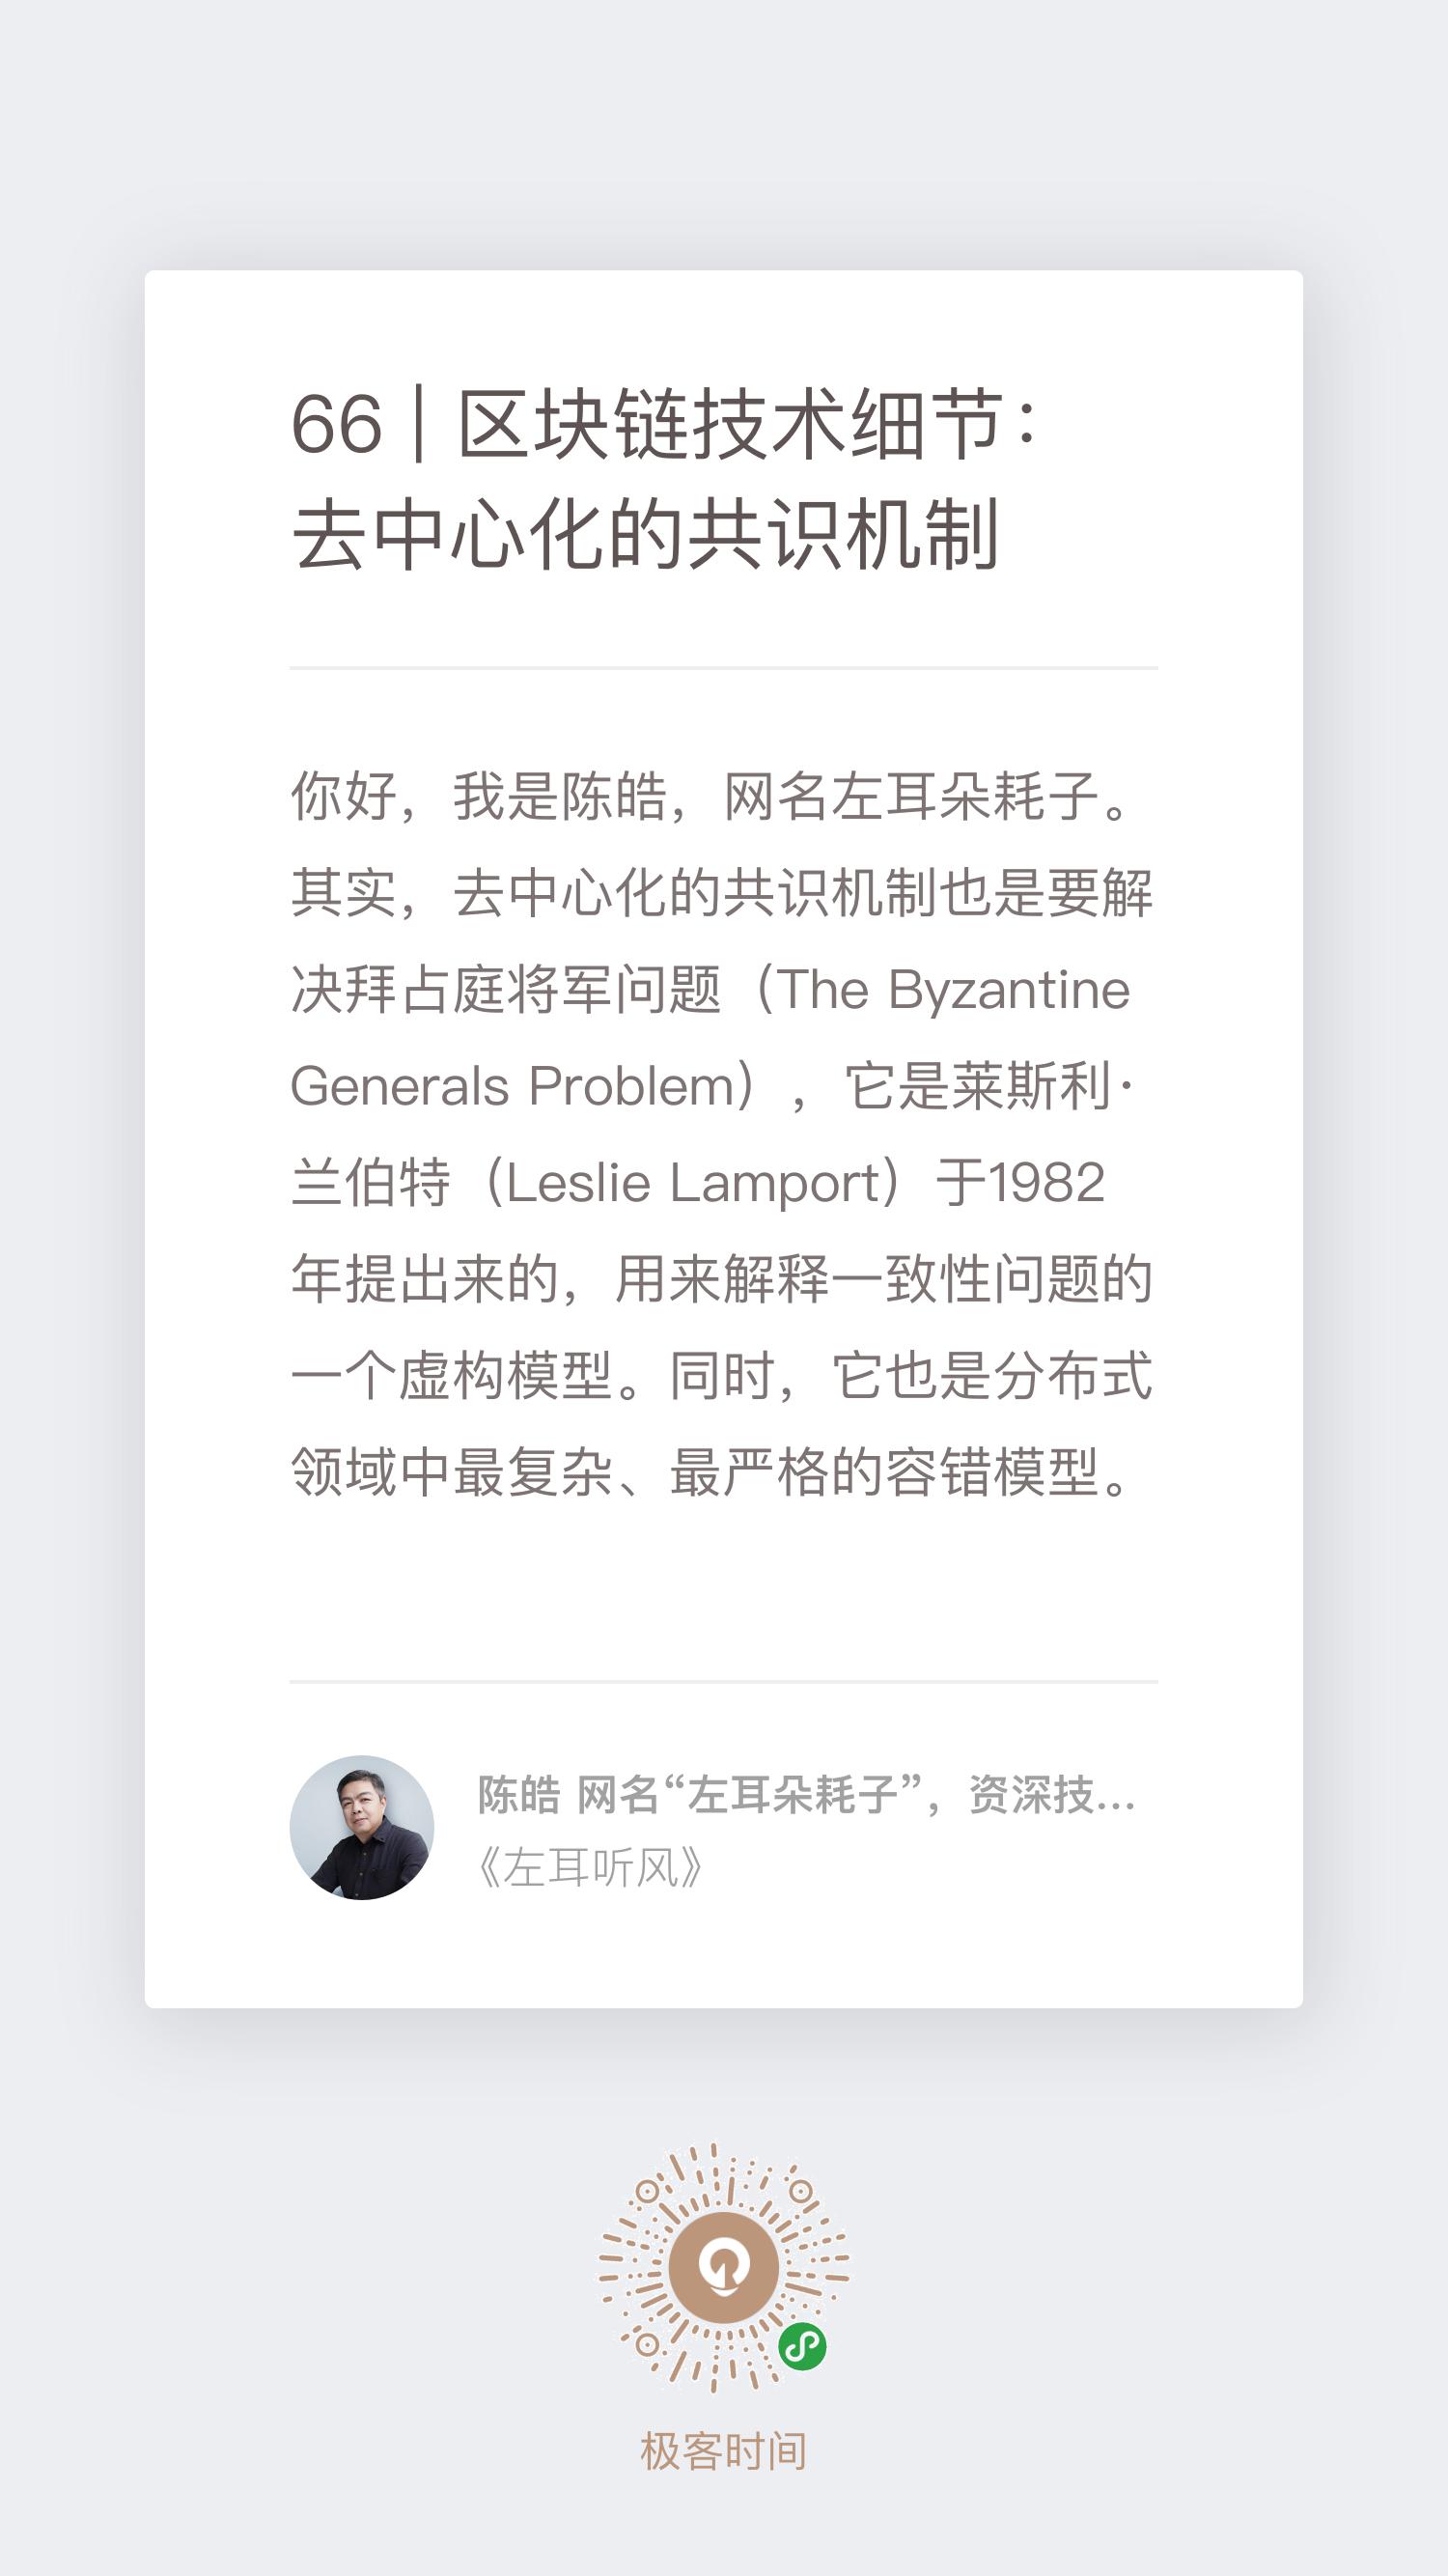 66 | 区块链技术细节：
去中心化的共识机制
你好，我是陈皓，网名左耳朵耗子。
其实，去中心化的共识机制也是要解
决拜占庭将军问题（The Byzantine
Generals Problem），它是莱斯利·
兰伯特（Leslie Lamport）于1982
年提出来的，用来解释一致性问题的
一个虚构模型。同时，它也是分布式
领域中最复杂、最严格的容错模型。
陈皓 网名“左耳朵耗子”，资深技...
《左耳听风》
极客时间